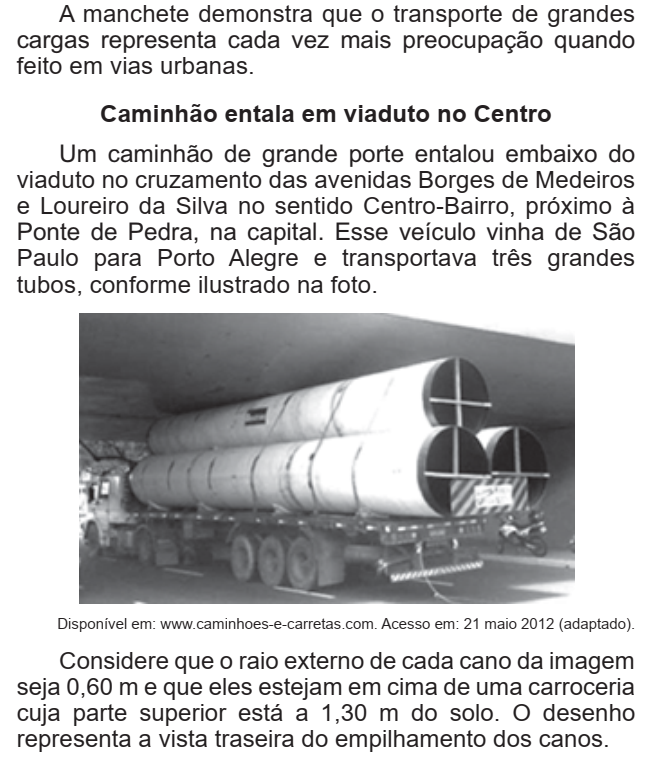 A manchete demonstra que o transporte de grandes
cargas representa cada vez mais preocupação quando
feito em vias urbanas.
Caminhão entala em viaduto no Centro
Um caminhão de grande porte entalou embaixo do
viaduto no cruzamento das avenidas Borges de Medeiros
e Loureiro da Silva no sentido Centro-Bairro, próximo à
Ponte de Pedra, na capital. Esse veículo vinha de São
Paulo para Porto Alegre e transportava três grandes
tubos, conforme ilustrado na foto.
Disponível em: www.caminhoes-e-carretas.com. Acesso em: 21 maio 2012 (adaptado).
Considere que o raio externo de cada cano da imagem
seja 0,60 m e que eles estejam em cima de uma carroceria
cuja parte superior está a 1,30 m do solo. O desenho
representa a vista traseira do empilhamento dos canos.